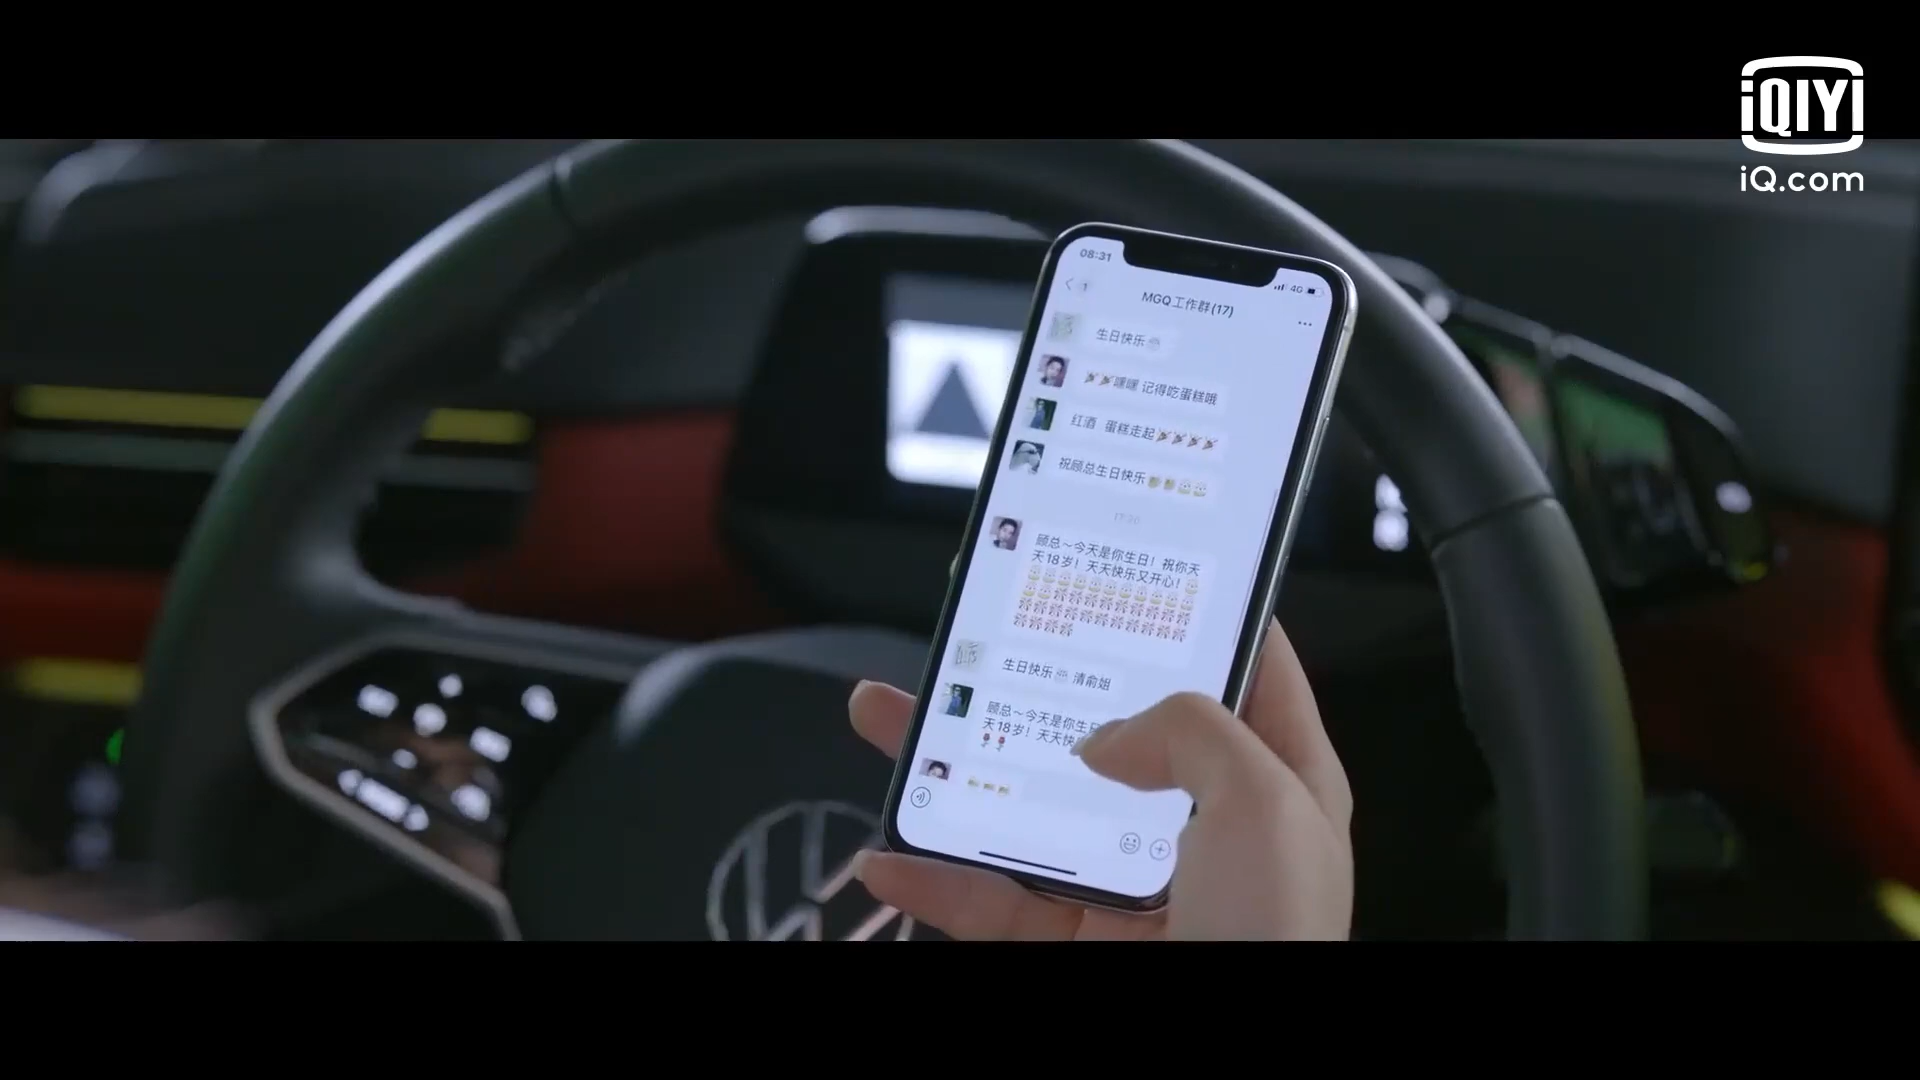 iQIYI
iQ.com
08:31
4G
1
MGQ工作群(17)
生日快乐
嘿嘿 记得吃蛋糕哦
红酒 蛋糕走起
祝顾总生日快乐
17:20
顾总~今天是你生日！祝你天
天18岁！天天快乐又开心！
生日快乐 清俞姐
顾总~今天是你生日
天18岁！天天快